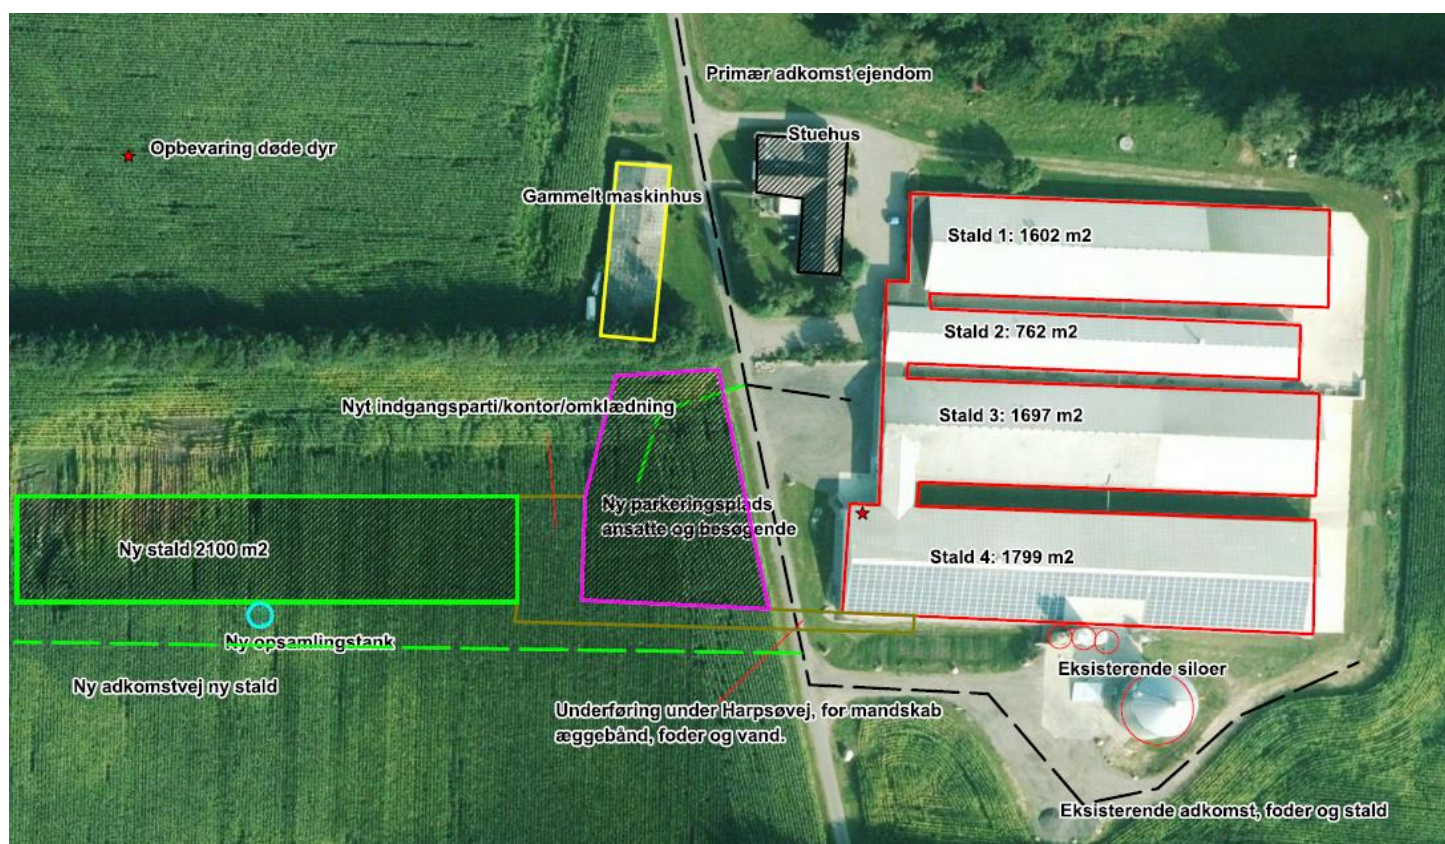 Primær adkomst ejendom
Stuehus
Opbevaring døde dyr
Gammelt maskinhus
Stald 1: 1602 m2
Stald 2: 762 m2
Nyt indgangsparti/kontor/omklædning
Stald 3: 1697 m2
Ny parkeringsplads
ansatte og besøgende
Ny stald 2100 m2
Stald 4: 1799 m2
Ny opsamlingstank
Eksisterende siloer
Ny adkomstvej ny stald
Underføring under Harpsøvej, for mandskab
æggebånd, foder og vand.
Eksisterende adkomst, foder og stald